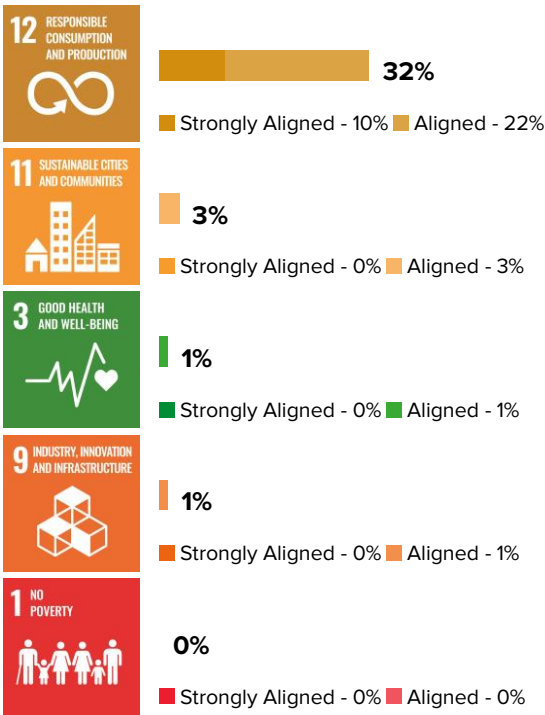 12 RESPONSIBLE
CONSUMPTION
AND PRODUCTION
32%
Strongly Aligned - 10% Aligned - 22%
11 SUSTAINABLE CITIES
AND COMMUNITIES
3%
Strongly Aligned - 0% Aligned - 3%
3 GOOD HEALTH
AND WELL-BEING
1%
Strongly Aligned - 0% Aligned - 1%
9 INDUSTRY, INNOVATION
AND INFRASTRUCTURE
1%
Strongly Aligned - 0% Aligned - 1%
1 NO
POVERTY
0%
Strongly Aligned - 0% Aligned - 0%